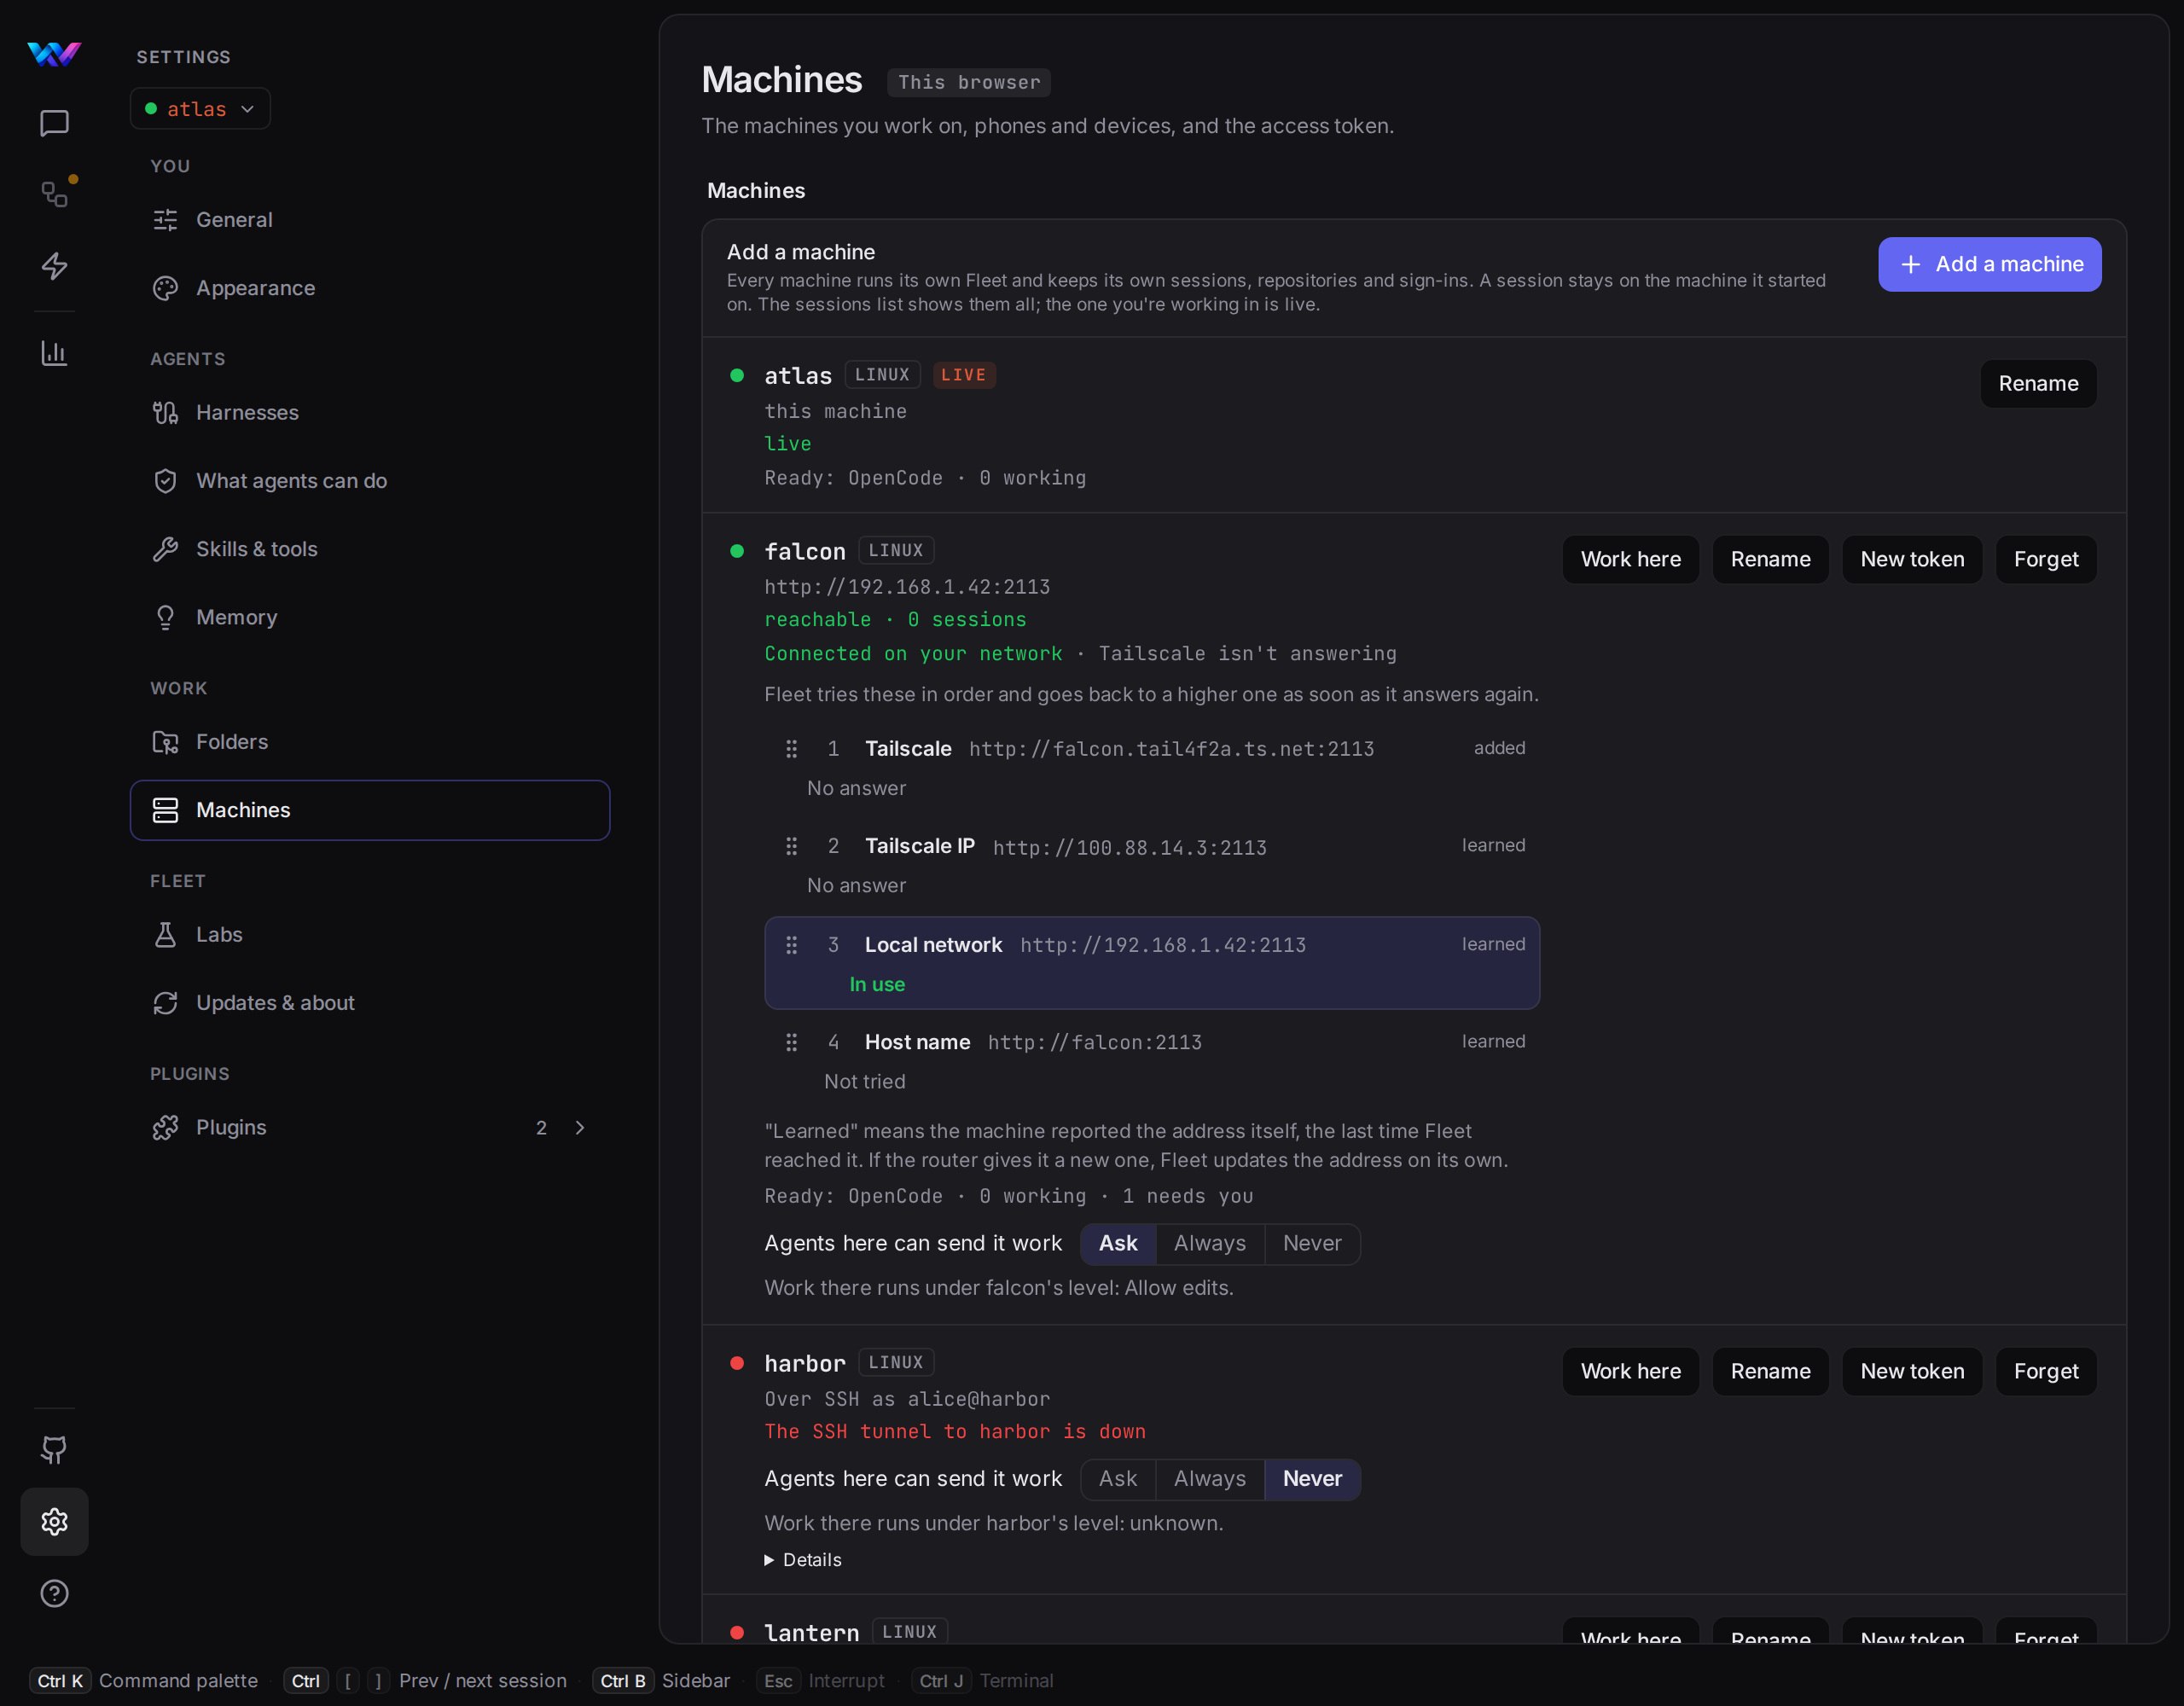 SETTINGS
atlas
YOU
General
Appearance
AGENTS
Harnesses
What agents can do
Skills & tools
Memory
WORK
Folders
Machines
FLEET
Labs
Updates & about
PLUGINS
Plugins 2
Machines This browser
The machines you work on, phones and devices, and the access token.
Machines
Add a machine
Every machine runs its own Fleet and keeps its own sessions, repositories and sign-ins. A session stays on the machine it started
on. The sessions list shows them all; the one you're working in is live.
Add a machine
atlas LINUX LIVE
Rename
this machine
live
Ready: OpenCode · 0 working
falcon LINUX
Work here Rename New token Forget
http://192.168.1.42:2113
reachable · 0 sessions
Connected on your network · Tailscale isn't answering
Fleet tries these in order and goes back to a higher one as soon as it answers again.
1 Tailscale http://falcon.tail4f2a.ts.net:2113 added
No answer
2 Tailscale IP http://100.88.14.3:2113 learned
No answer
3 Local network http://192.168.1.42:2113 learned
In use
4 Host name http://falcon:2113 learned
Not tried
"Learned" means the machine reported the address itself, the last time Fleet
reached it. If the router gives it a new one, Fleet updates the address on its own.
Ready: OpenCode · 0 working · 1 needs you
Agents here can send it work Ask Always Never
Work there runs under falcon's level: Allow edits.
harbor LINUX
Work here Rename New token Forget
Over SSH as alice@harbor
The SSH tunnel to harbor is down
Agents here can send it work Ask Always Never
Work there runs under harbor's level: unknown.
Details
lantern LINUX
Work here Rename New token Forget
Ctrl K Command palette · Ctrl [ ] Prev / next session · Ctrl B Sidebar · Esc Interrupt · Ctrl J Terminal